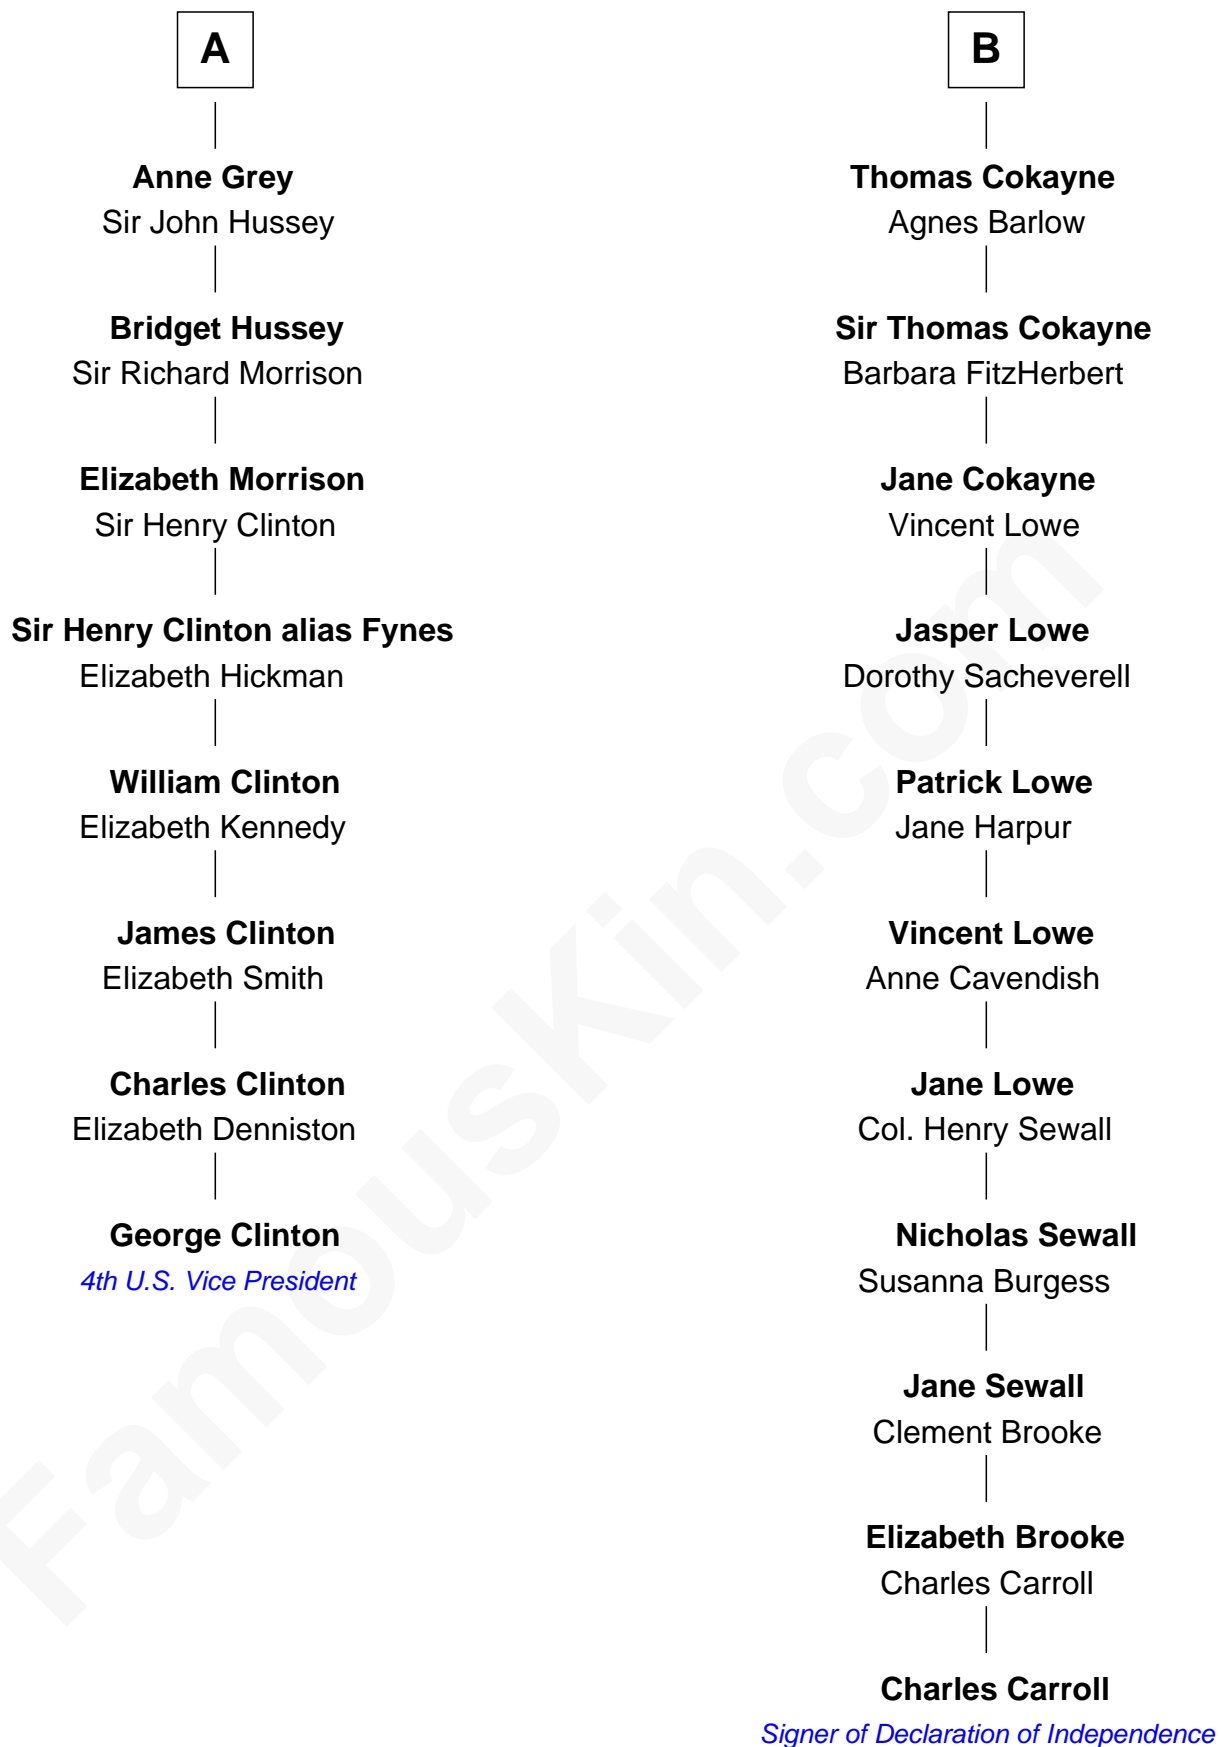 A
Anne Grey
Sir John Hussey
Bridget Hussey
Sir Richard Morrison
Elizabeth Morrison
Sir Henry Clinton
Sir Henry Clinton alias Fynes
Elizabeth Hickman
William Clinton
Elizabeth Kennedy
James Clinton
Elizabeth Smith
Charles Clinton
Elizabeth Denniston
George Clinton
4th U.S. Vice President
B
Thomas Cokayne
Agnes Barlow
Sir Thomas Cokayne
Barbara FitzHerbert
Jane Cokayne
Vincent Lowe
Jasper Lowe
Dorothy Sacheverell
Patrick Lowe
Jane Harpur
Vincent Lowe
Anne Cavendish
Jane Lowe
Col. Henry Sewall
Nicholas Sewall
Susanna Burgess
Jane Sewall
Clement Brooke
Elizabeth Brooke
Charles Carroll
Charles Carroll
Signer of Declaration of Independence
FamousKin.com